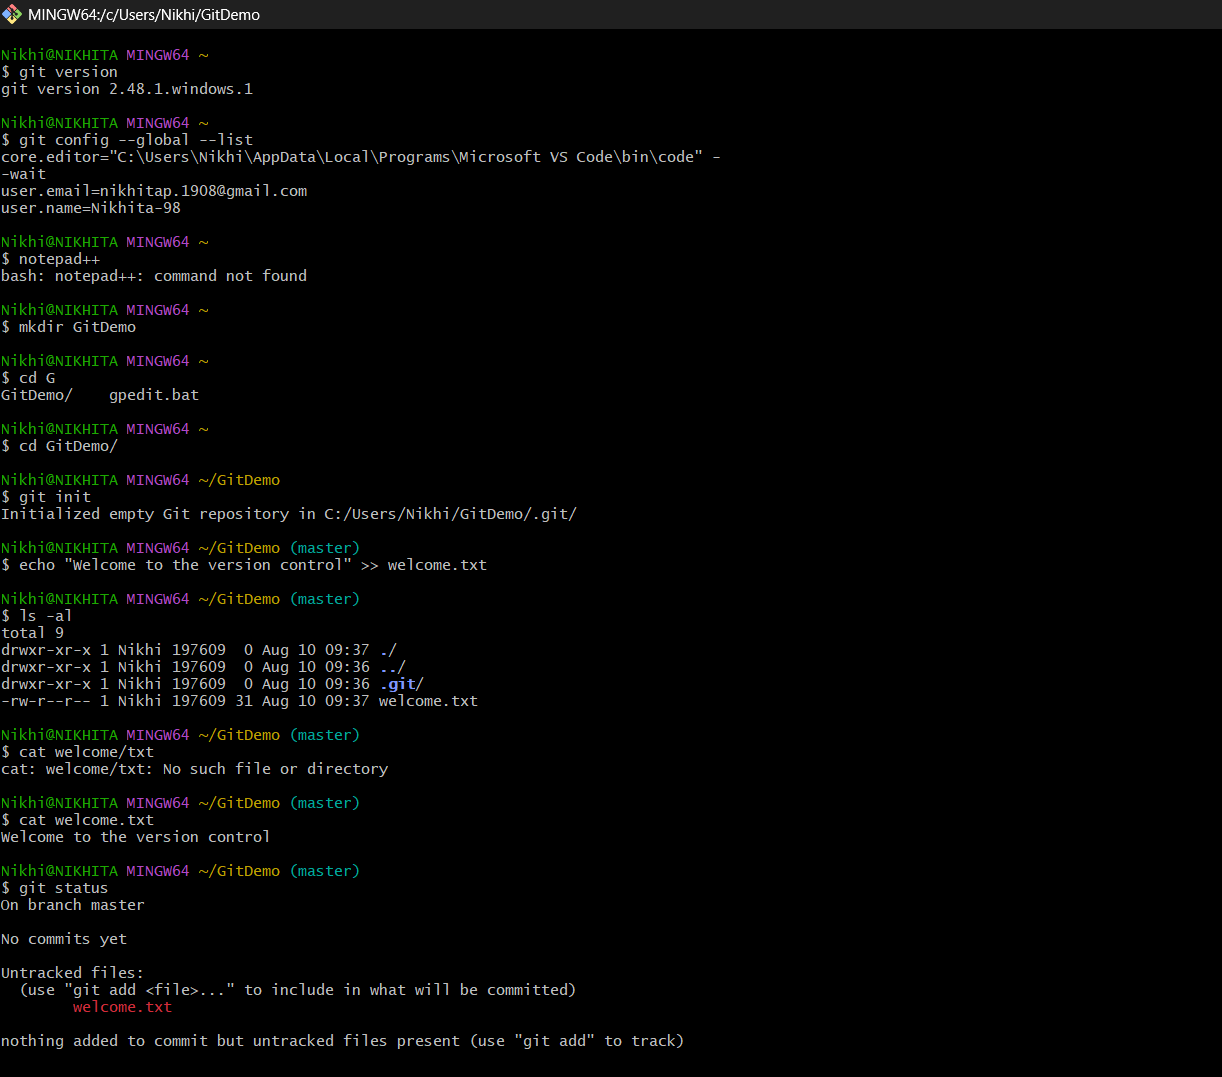 MINGW64:/c/Users/Nikhi/GitDemo
Nikhi@NIKHITA MINGW64 ~
$ git version
git version 2.48.1.windows.1
Nikhi@NIKHITA MINGW64 ~
$ git config --global --list
core.editor="C:\Users\Nikhi\AppData\Local\Programs\Microsoft VS Code\bin\code" -
-wait
user.email=nikhitap.1908@gmail.com
user.name=Nikhita-98
Nikhi@NIKHITA MINGW64 ~
$ notepad++
bash: notepad++: command not found
Nikhi@NIKHITA MINGW64 ~
$ mkdir GitDemo
Nikhi@NIKHITA MINGW64 ~
$ cd G
GitDemo/    gpedit.bat
Nikhi@NIKHITA MINGW64 ~
$ cd GitDemo/
Nikhi@NIKHITA MINGW64 ~/GitDemo
$ git init
Initialized empty Git repository in C:/Users/Nikhi/GitDemo/.git/
Nikhi@NIKHITA MINGW64 ~/GitDemo (master)
$ echo "Welcome to the version control" >> welcome.txt
Nikhi@NIKHITA MINGW64 ~/GitDemo (master)
$ ls -al
total 9
drwxr-xr-x 1 Nikhi 197609  0 Aug 10 09:37 ./
drwxr-xr-x 1 Nikhi 197609  0 Aug 10 09:36 ../
drwxr-xr-x 1 Nikhi 197609  0 Aug 10 09:36 .git/
-rw-r--r-- 1 Nikhi 197609 31 Aug 10 09:37 welcome.txt
Nikhi@NIKHITA MINGW64 ~/GitDemo (master)
$ cat welcome/txt
cat: welcome/txt: No such file or directory
Nikhi@NIKHITA MINGW64 ~/GitDemo (master)
$ cat welcome.txt
Welcome to the version control
Nikhi@NIKHITA MINGW64 ~/GitDemo (master)
$ git status
On branch master
No commits yet
Untracked files:
  (use "git add <file>..." to include in what will be committed)
        welcome.txt
nothing added to commit but untracked files present (use "git add" to track)